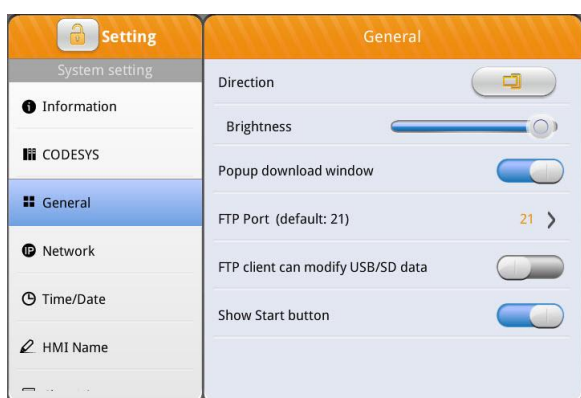 Setting
System setting
Information
CODESYS
General
Network
Time/Date
HMI Name
General
Direction
Brightness
Popup download window
FTP Port (default: 21) 21
FTP client can modify USB/SD data
Show Start button